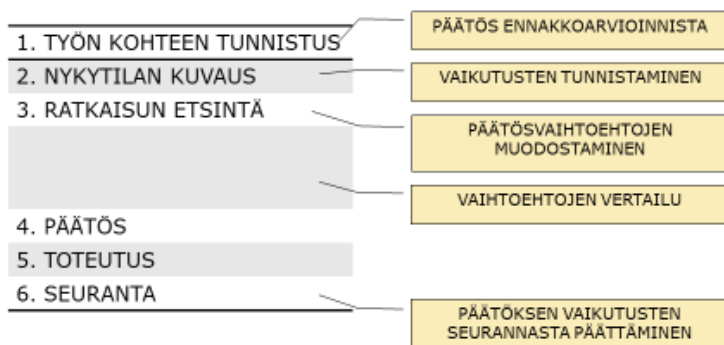 1. TYÖN KOHTEEN TUNNISTUS
2. NYKYTILAN KUVAUS
3. RATKAISUN ETSINTÄ
4. PÄÄTÖS
5. TOTEUTUS
6. SEURANTA
PÄÄTÖS ENNAKKOARVIOINNISTA
VAIKUTUSTEN TUNNISTAMINEN
PÄÄTÖSVAIHTOEHTOJEN
MUODOSTAMINEN
VAIHTOEHTOJEN VERTAILU
PÄÄTÖKSEN VAIKUTUSTEN
SEURANNASTA PÄÄTTÄMINEN